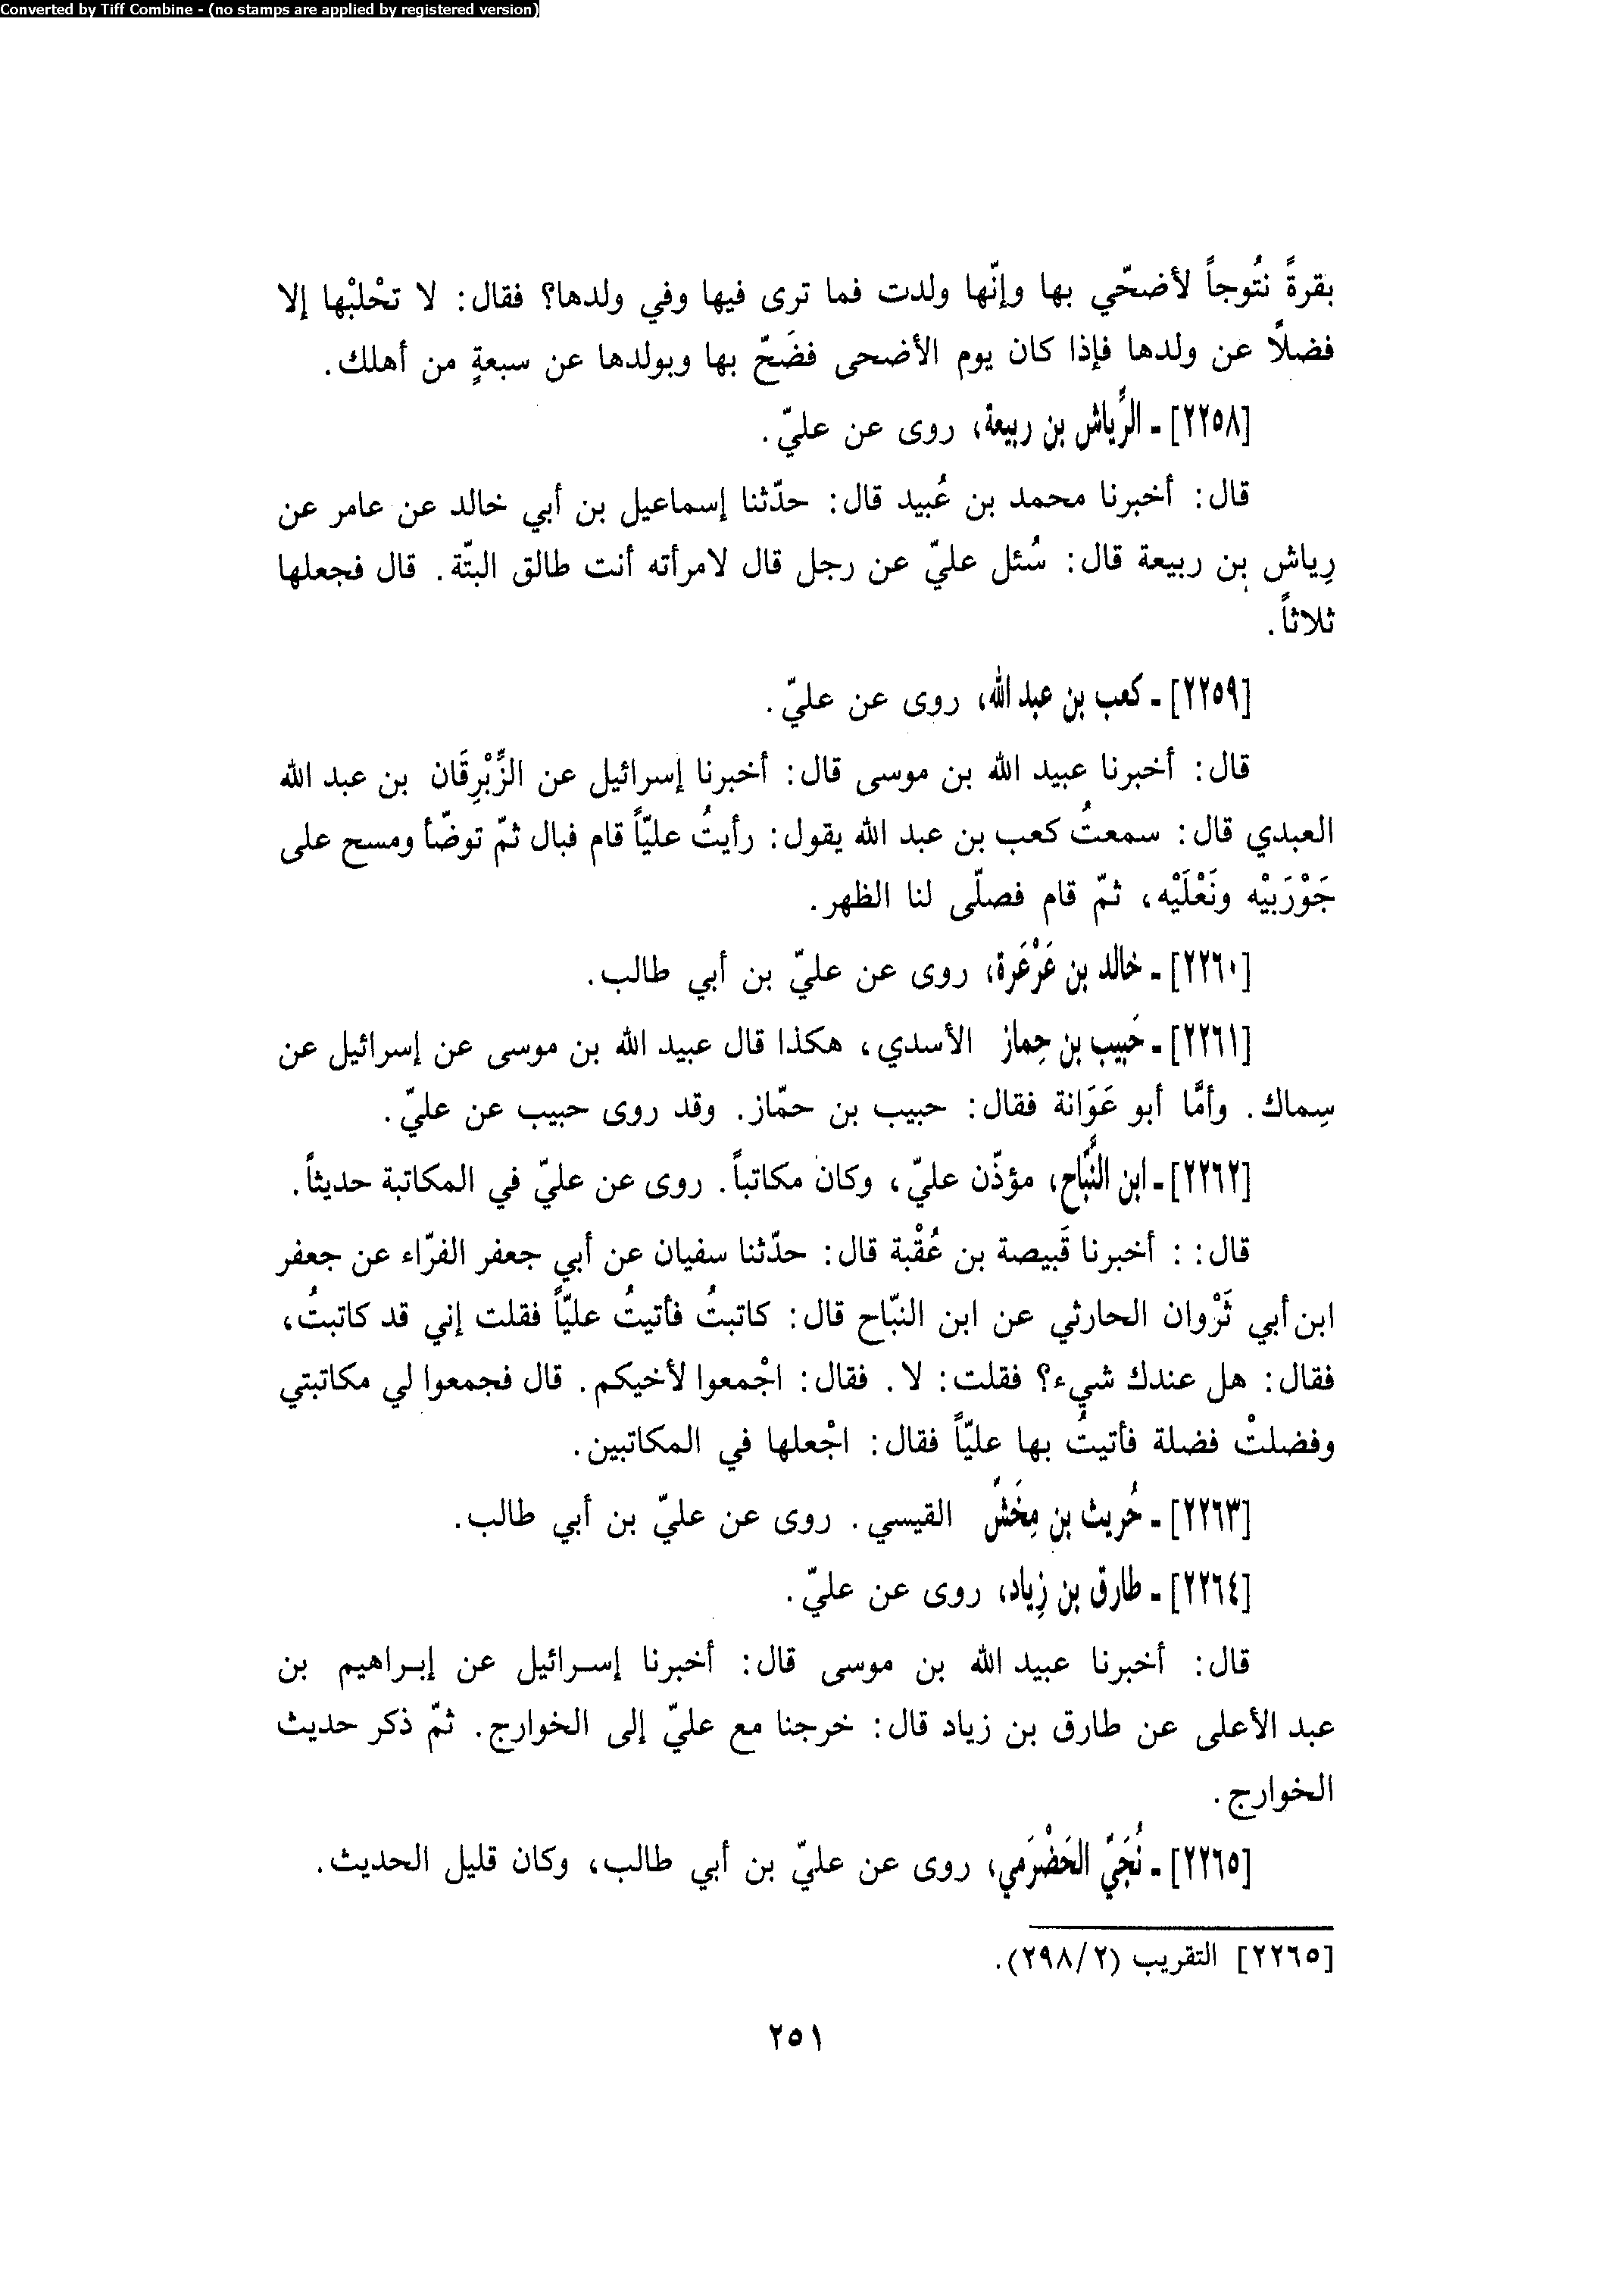 Converted by Tiff Combine - (no stamps are applied by registered version)
بقرةً نتُوجاً لأضحّي بها وإنّها ولدت فما ترى فيها وفي ولدها؟ فقال: لا تحْلبْها إلا
فضلاً عن ولدها فإذا كان يوم الأضحى فضَحّ بها وبولدها عن سبعةٍ من أهلك.
[٢٢٥٨] - الرِّياش بن ربيعة، روى عن عليّ.
قال: أخبرنا محمد بن عُبيد قال: حدّثنا إسماعيل بن أبي خالد عن عامر عن
رِياش بن ربيعة قال: سُئل عليّ عن رجل قال لامرأته أنت طالق البتّة. قال فجعلها
ثلاثاً.
[٢٢٥٩] - كعب بن عبد الله، روى عن عليّ.
قال: أخبرنا عبيد الله بن موسى قال: أخبرنا إسرائيل عن الزِّبْرِقَان بن عبد الله
العبدي قال: سمعتُ كعب بن عبد الله يقول: رأيتُ عليّاً قام فبال ثمّ توضّأ ومسح على
جَوْرَبيْه ونَعْلَيْه، ثمّ قام فصلّى لنا الظهر.
[٢٢٦٠] - خالد بن عَرْعَرة، روى عن عليّ بن أبي طالب.
[٢٢٦١] - حَبيب بن حِماز الأسدي، هكذا قال عبيد الله بن موسى عن إسرائيل عن
سِماك. وأمَّا أبو عَوَانة فقال: حبيب بن حمّاز. وقد روى حبيب عن عليّ.
[٢٢٦٢] - ابن النُّبّاح، مؤذّن عليّ، وكان مكاتباً. روى عن عليّ في المكاتبة حديثاً.
قال: : أخبرنا قَبيصة بن عُقْبة قال: حدّثنا سفيان عن أبي جعفر الفرّاء عن جعفر
ابن أبي ثَرْوان الحارثي عن ابن النبّاح قال: كاتبتُ فأتيتُ عليّاً فقلت إني قد كاتبتُ،
فقال: هل عندك شيء؟ فقلت: لا. فقال: اجْمعوا لأخيكم. قال فجمعوا لي مكاتبتي
وفضلتْ فضلة فأتيتُ بها عليّاً فقال: اجْعلها في المكاتبين.
[٢٢٦٣] - حُريث بن مِخَشّ القيسي. روى عن عليّ بن أبي طالب.
[٢٢٦٤] - طارق بن زِياد، روى عن عليّ.
قال: أخبرنا عبيد الله بن موسى قال: أخبرنا إسرائيل عن إبراهيم بن
عبد الأعلى عن طارق بن زياد قال: خرجنا مع عليّ إلى الخوارج. ثمّ ذكر حديث
الخوارج.
[٢٢٦٥] - نُجَيّ الحَضْرَمي، روى عن عليّ بن أبي طالب، وكان قليل الحديث.
[٢٢٦٥] التقريب (٢/٢٩٨).
٢٥١